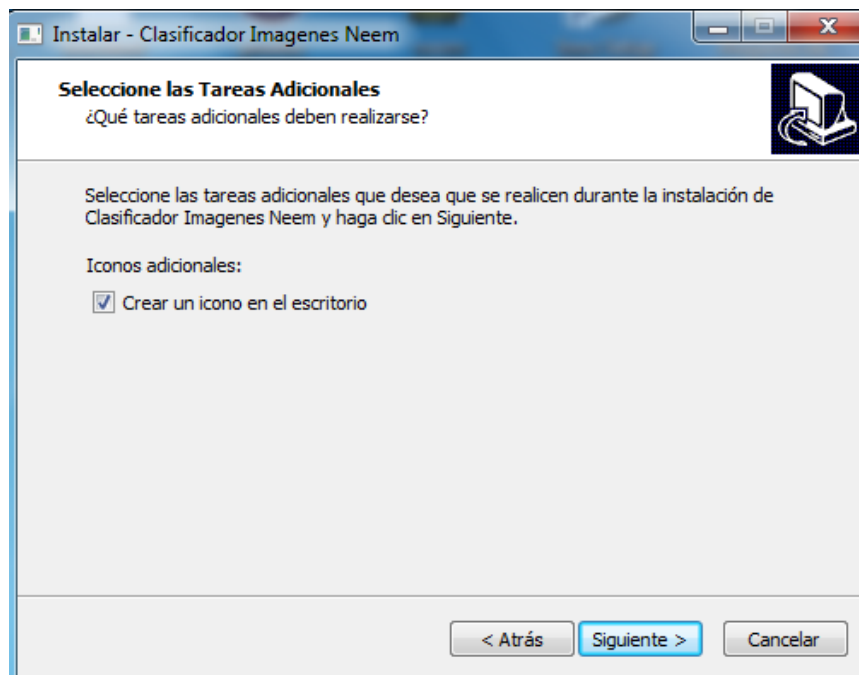 Instalar - Clasificador Imagenes Neem
Seleccione las Tareas Adicionales
¿Qué tareas adicionales deben realizarse?
Seleccione las tareas adicionales que desea que se realicen durante la instalación de
Clasificador Imagenes Neem y haga clic en Siguiente.
Iconos adicionales:
Crear un icono en el escritorio
< Atrás Siguiente > Cancelar